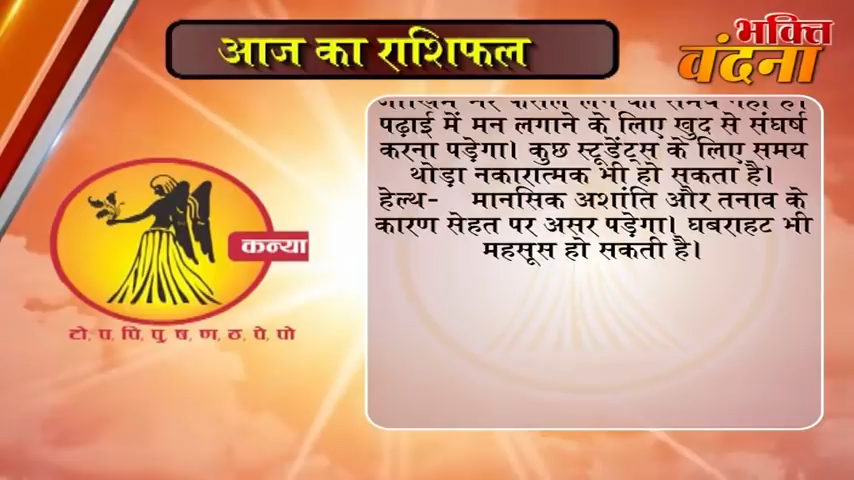 आज का राशिफल
भक्ति
वंदना
पढ़ाई में मन लगाने के लिए खुद से संघर्ष
करना पड़ेगा। कुछ स्टूडेंट्स के लिए समय
थोड़ा नकारात्मक भी हो सकता है।
हेल्थ- मानसिक अशांति और तनाव के
कारण सेहत पर असर पड़ेगा। घबराहट भी
महसूस हो सकती है।
कन्या
टो, प, पि, पु, ष, ण, ठ, पे, पो